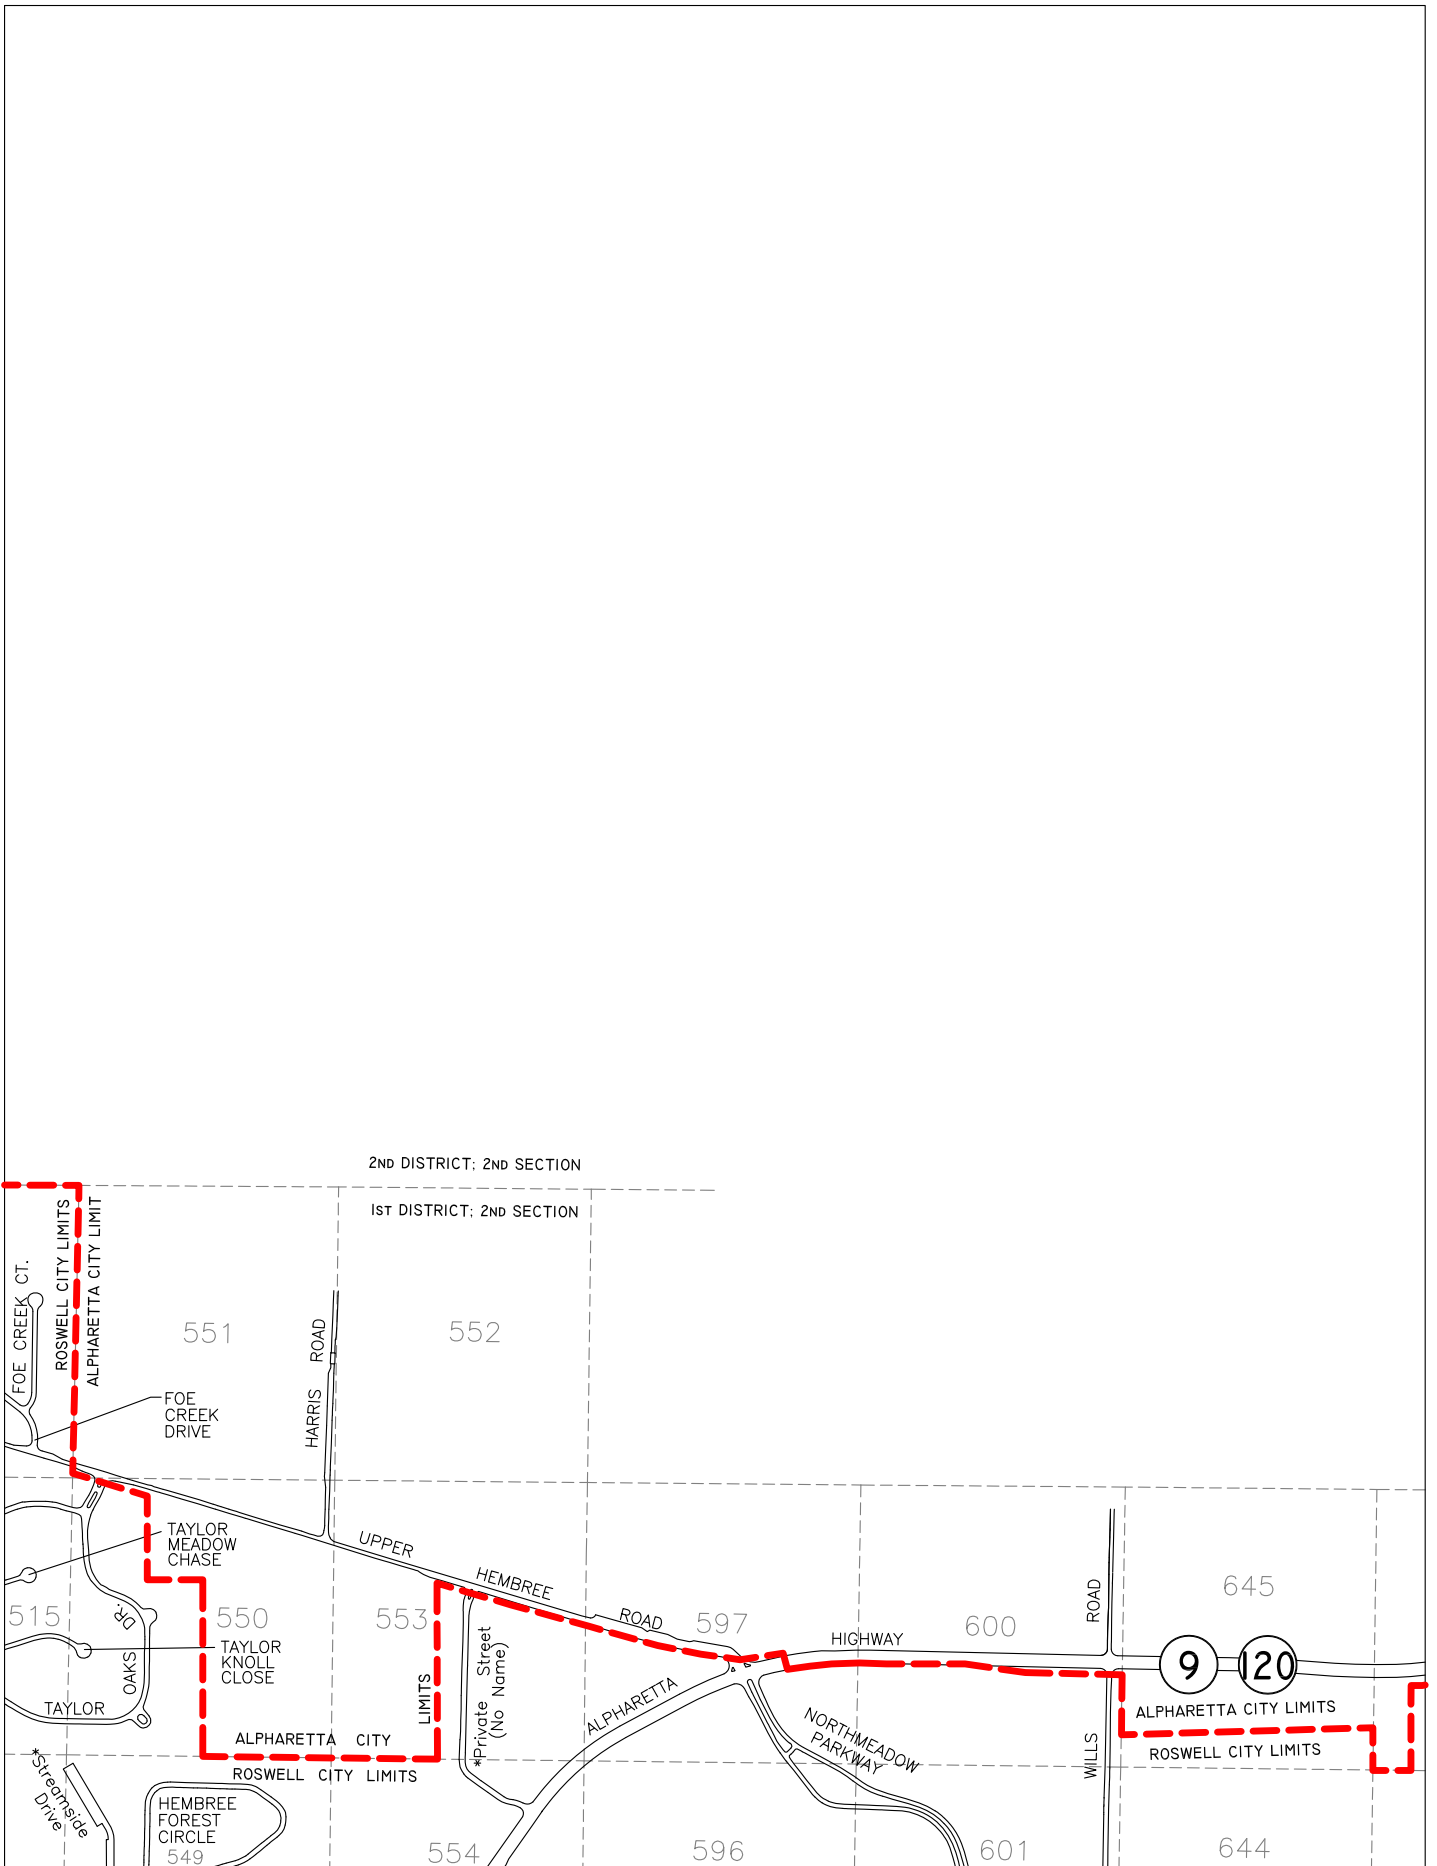 2ND DISTRICT; 2ND SECTION
1ST DISTRICT; 2ND SECTION
ROSWELL CITY LIMITS
ALPHARETTA CITY LIMIT
FOE CREEK CT.
551
552
HARRIS ROAD
FOE
CREEK
DRIVE
TAYLOR
MEADOW
CHASE
UPPER HEMBREE ROAD
515
DR.
550
553
597
600
645
ROAD
HIGHWAY
9
120
TAYLOR
KNOLL
CLOSE
OAKS
TAYLOR
LIMITS
*Private Street
(No Name)
ALPHARETTA
NORTHMEADOW
PARKWAY
WILLS
ALPHARETTA CITY LIMITS
ROSWELL CITY LIMITS
ALPHARETTA CITY
ROSWELL CITY LIMITS
*Streamside
Drive
HEMBREE
FOREST
CIRCLE
549
554
596
601
644